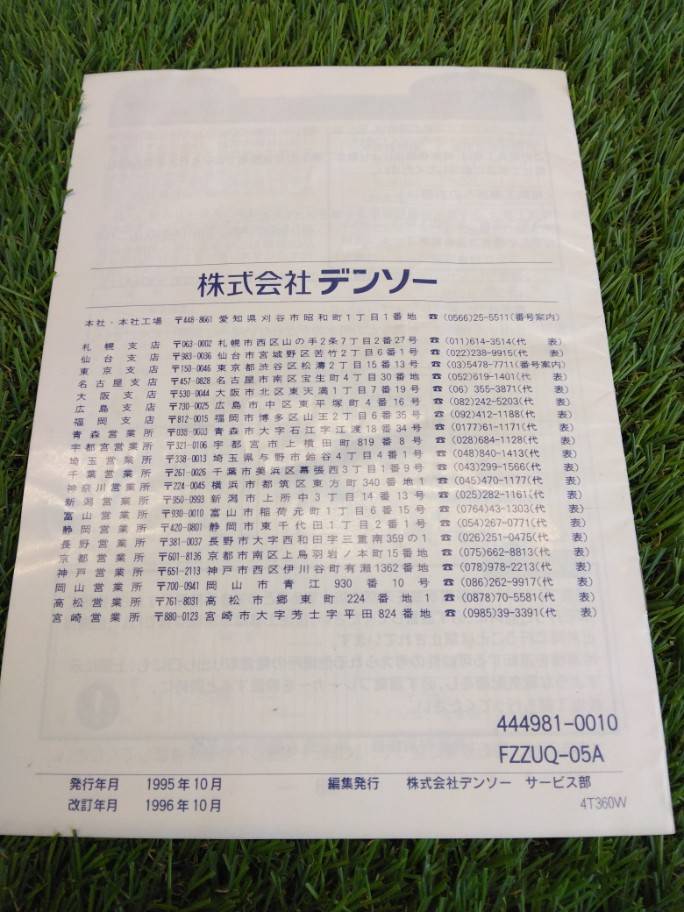 株式会社 デンソー
本社・本社工場 〒448-8661 愛知県刈谷市昭和町1丁目1番地 ☎ (0566)25-5511(番号案内)
札幌支店 〒063-0002 札幌市西区山の手2条7丁目2番27号 ☎ (011)614-3514(代 表)
仙台支店 〒983-0036 仙台市宮城野区苦竹2丁目6番1号 ☎ (022)238-9915(代 表)
東京支店 〒150-0046 東京都渋谷区松濤2丁目15番13号 ☎ (03)5478-7711(番号案内)
名古屋支店 〒457-0828 名古屋市南区宝生町4丁目30番地 ☎ (052)619-1401(代 表)
大阪支店 〒530-0044 大阪市北区東天満1丁目7番19号 ☎ (06) 355-3871(代 表)
広島支店 〒730-0025 広島市中区東平塚町4番16号 ☎ (082)242-5203(代 表)
福岡支店 〒812-0015 福岡市博多区山王2丁目6番35号 ☎ (092)412-1188(代 表)
青森営業所 〒038-0003 青森市大字石江字江渡18番34号 ☎ (0177)61-1171(代 表)
宇都宮営業所 〒321-0106 宇都宮市上横田町819番8号 ☎ (028)684-1128(代 表)
埼玉営業所 〒338-0013 埼玉県与野市鈴谷4丁目4番1号 ☎ (048)840-1413(代 表)
千葉営業所 〒261-0026 千葉市美浜区幕張西3丁目1番9号 ☎ (043)299-1566(代 表)
神奈川営業所 〒224-0045 横浜市都筑区東方町340番地1 ☎ (045)470-1177(代 表)
新潟営業所 〒950-0993 新潟市上所中3丁目14番13号 ☎ (025)282-1161(代 表)
富山営業所 〒930-0010 富山市稲荷元町1丁目6番15号 ☎ (0764)43-1303(代 表)
静岡営業所 〒420-0801 静岡市東千代田1丁目2番1号 ☎ (054)267-0771(代 表)
長野営業所 〒381-0037 長野市大字西和田字三重南359の1 ☎ (026)251-0475(代 表)
京都営業所 〒601-8136 京都市南区上鳥羽岩ノ本町15番地 ☎ (075)662-8813(代 表)
神戸営業所 〒651-2113 神戸市西区伊川谷町有瀬1362番地 ☎ (078)978-2213(代 表)
岡山営業所 〒700-0941 岡山市青江930番10号 ☎ (086)262-9917(代 表)
高松営業所 〒761-8031 高松市郷東町224番地1 ☎ (0878)70-5581(代 表)
宮崎営業所 〒880-0123 宮崎市大字芳士字平田824番地 ☎ (0985)39-3391(代 表)
444981-0010
FZZUQ-05A
発行年月 1995年10月 編集発行 株式会社デンソー サービス部
改訂年月 1996年10月 4T360W